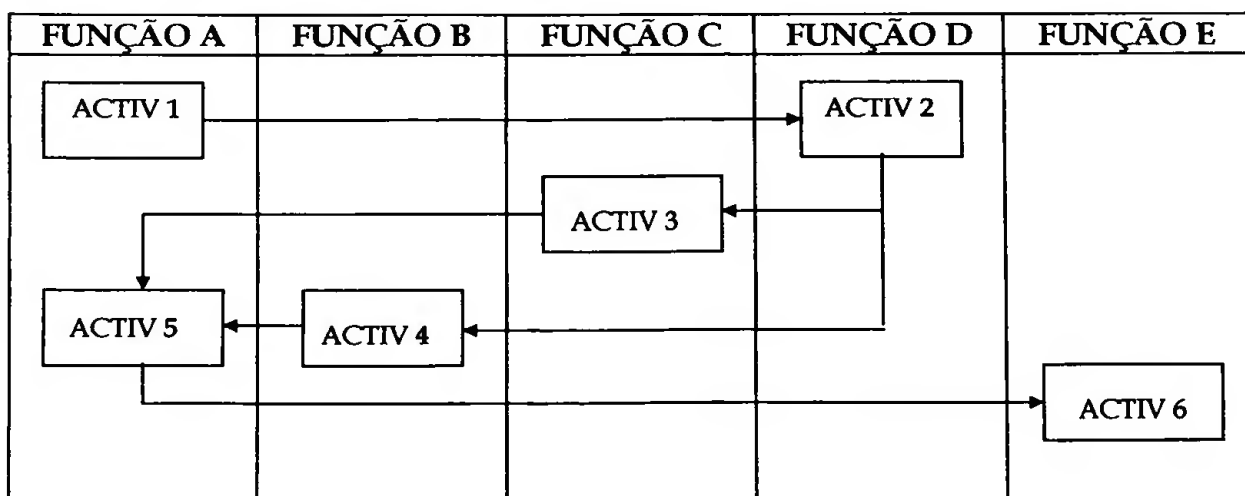 FUNÇÃO A FUNÇÃO B FUNÇÃO C FUNÇÃO D FUNÇÃO E
ACTIV 1
ACTIV 2
ACTIV 3
ACTIV 5
ACTIV 4
ACTIV 6